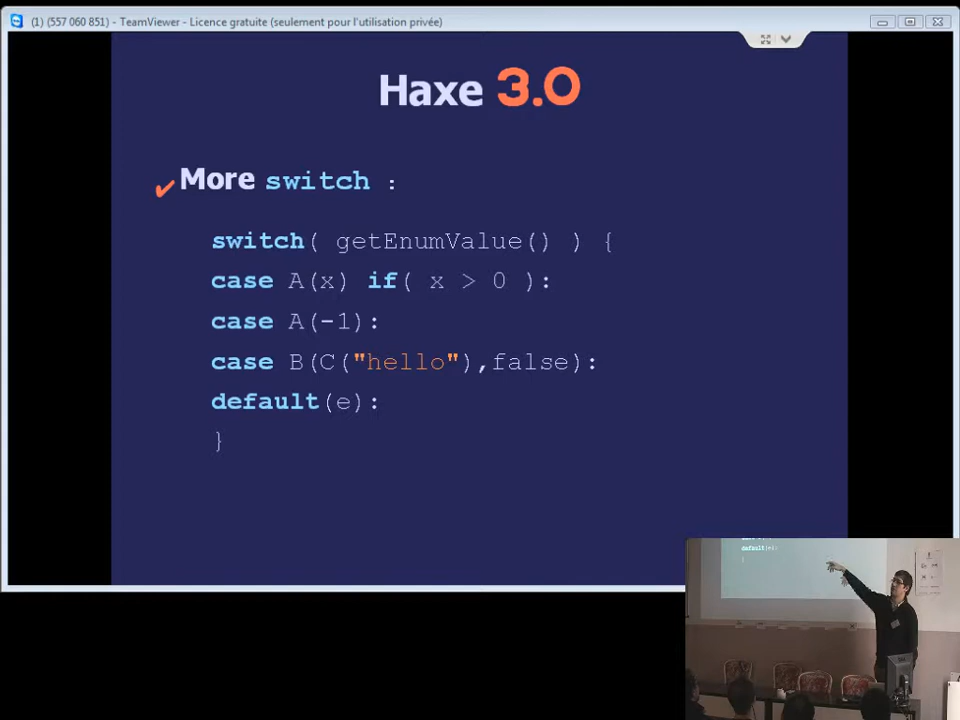 (1) (557 060 851) - TeamViewer - Licence gratuite (seulement pour l'utilisation privée)
Haxe 3.0
✔ More switch :
switch( getEnumValue() ) {
case A(x) if( x > 0 ):
case A(-1):
case B(C("hello"),false):
default(e):
}
default(e):
}